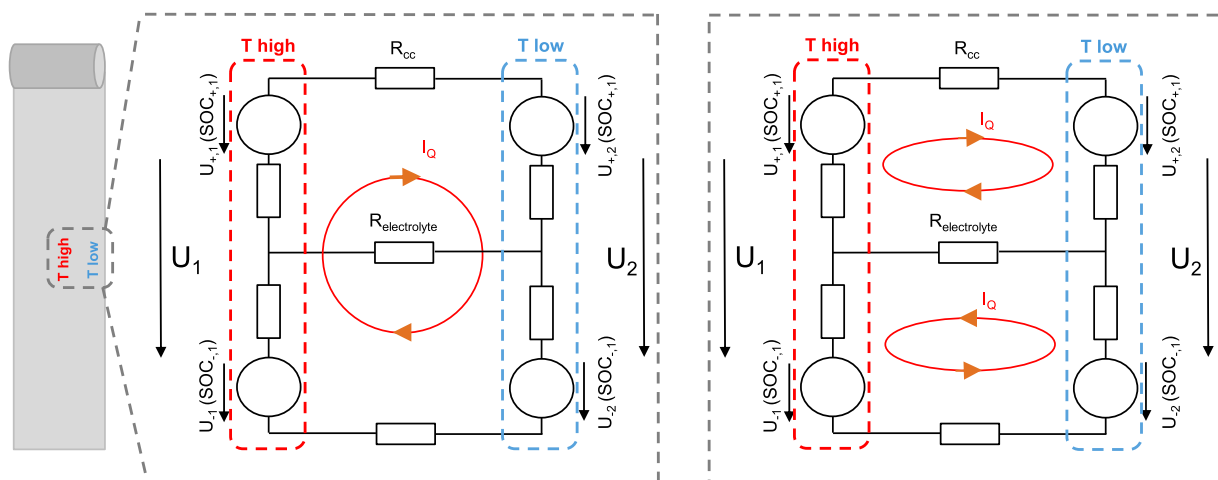 T high
T low
T high
R_cc
T low
U_+,1 (SOC_+,1)
U_+,2 (SOC_+,1)
I_Q
R_electrolyte
U_1
U_2
U_-1 (SOC_-,1)
U_-2 (SOC_-,1)
T high
R_cc
T low
U_+,1 (SOC_+,1)
U_+,2 (SOC_+,1)
I_Q
R_electrolyte
U_1
U_2
I_Q
U_-1 (SOC_-,1)
U_-2 (SOC_-,1)